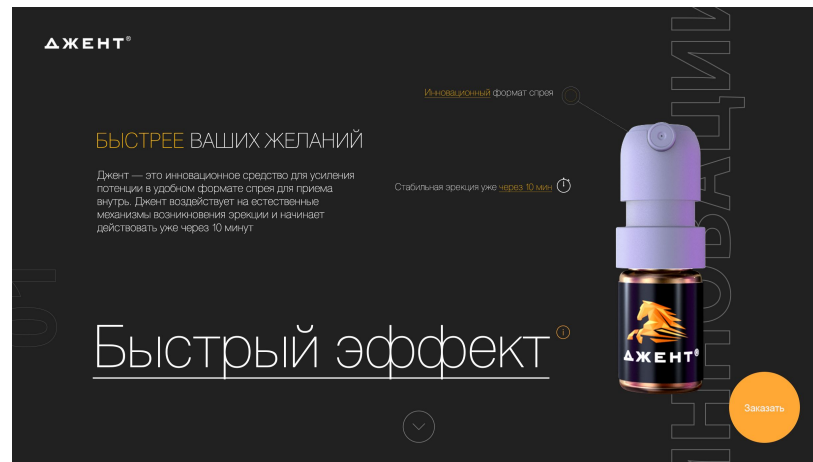 ДЖЕНТ®
Инновационный формат спрея
БЫСТРЕЕ ВАШИХ ЖЕЛАНИЙ
Джент — это инновационное средство для усиления
потенции в удобном формате спрея для приема
внутрь. Джент воздействует на естественные
механизмы возникновения эрекции и начинает
действовать уже через 10 минут
Стабильная эрекция уже через 10 мин
01
Быстрый эффект
i
ДЖЕНТ®
Заказать
ИННОВАЦИИ